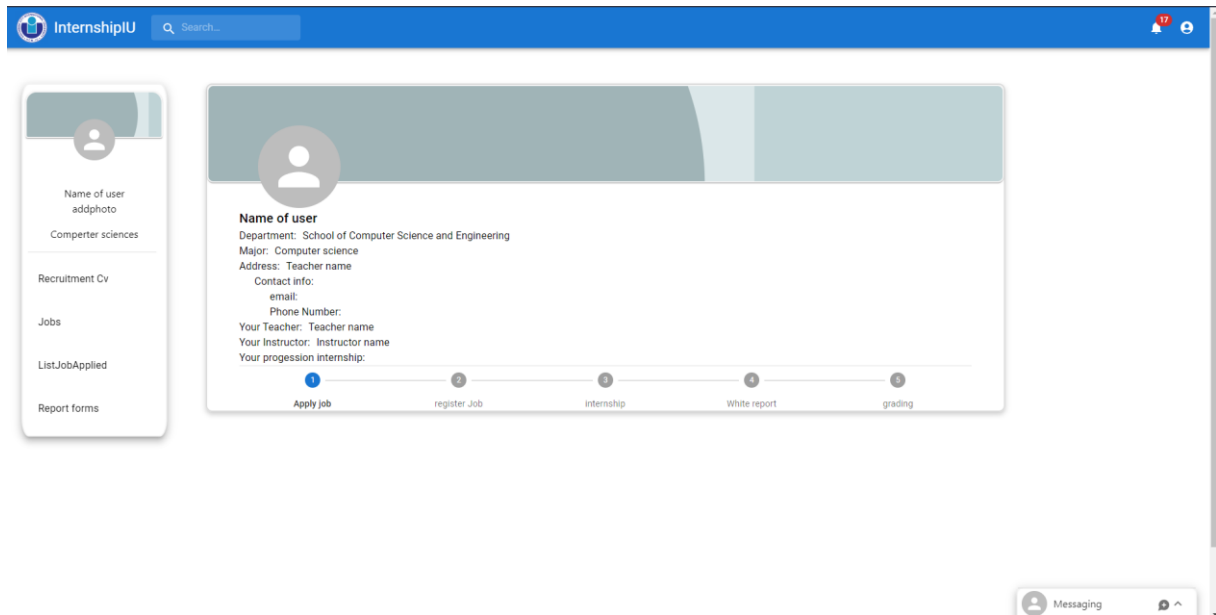 InternshipIU
Search...
17
Name of user
addphoto
Comperter sciences
Recruitment Cv
Jobs
ListJobApplied
Report forms
Name of user
Department: School of Computer Science and Engineering
Major: Computer science
Address: Teacher name
Contact info:
email:
Phone Number:
Your Teacher: Teacher name
Your Instructor: Instructor name
Your progession internship:
1 2 3 4 5
Apply job register Job internship White report grading
Messaging